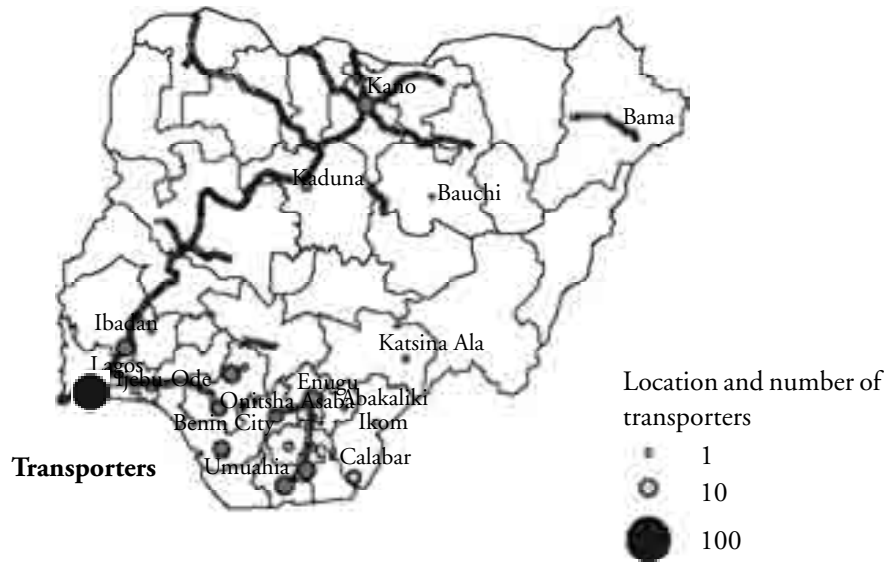 Kano
Bama
Kaduna
Bauchi
Ibadan
Katsina Ala
Lagos
Ijebu-Ode
Enugu
Onitsha Asaba
Abakaliki
Benin City
Ikom
Umuahia
Calabar
Transporters
Location and number of
transporters
1
10
100